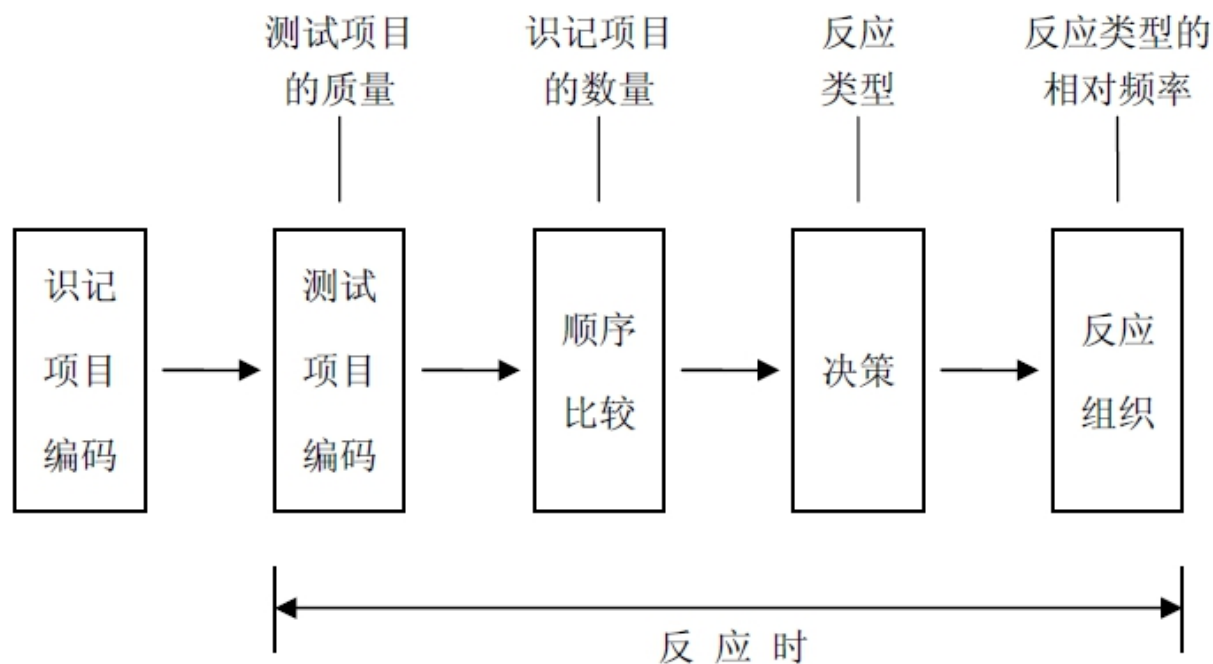 测试项目
的质量
识记项目
的数量
反应
类型
反应类型的
相对频率
识记
项目
编码
测试
项目
编码
顺序
比较
决策
反应
组织
反 应 时